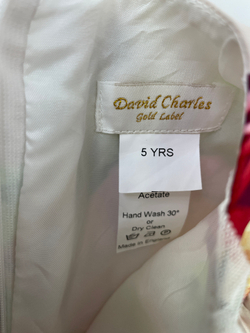 David Charles
Gold Label
5 YRS
Acetate
Hand Wash 30°
or
Dry Clean
Made in England